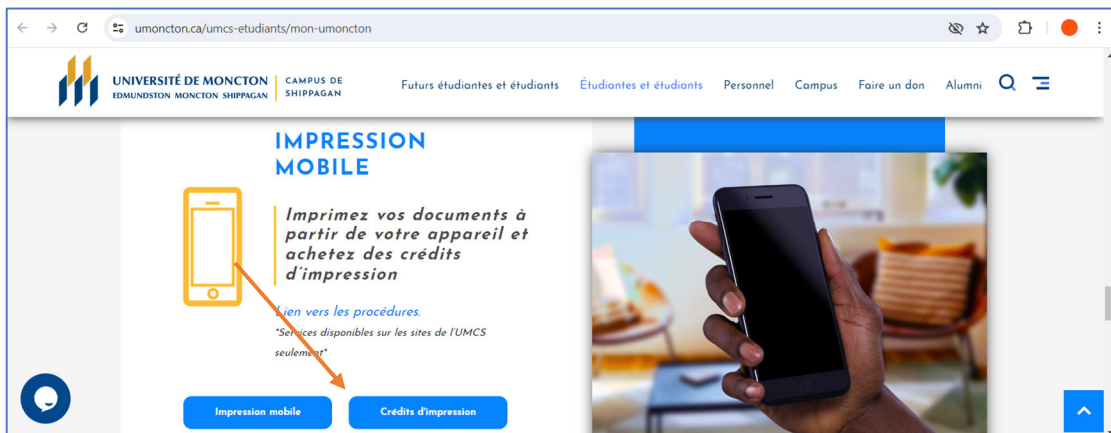 umoncton.ca/umcs-etudiants/mon-umoncton
UNIVERSITÉ DE MONCTON
EDMUNDSTON MONCTON SHIPPAGAN
CAMPUS DE
SHIPPAGAN
Futurs étudiantes et étudiants Étudiantes et étudiants Personnel Campus Faire un don Alumni
IMPRESSION
MOBILE
Imprimez vos documents à
partir de votre appareil et
achetez des crédits
d'impression
Lien vers les procédures.
*Services disponibles sur les sites de l'UMCS
seulement*
Impression mobile Crédits d'impression